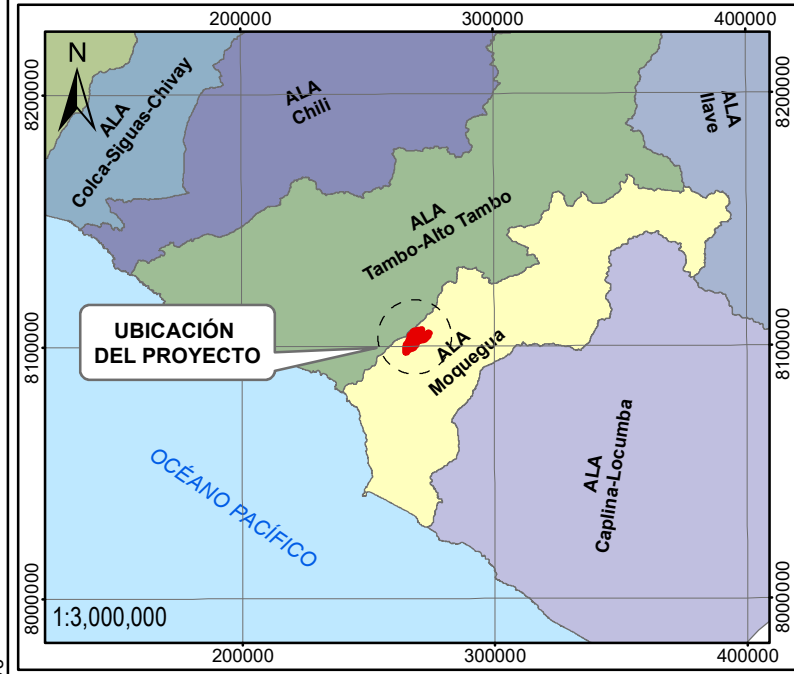 200000 300000 400000
N
8200000
8200000
ALA
Colca-Siguas-Chivay
ALA
Chili
ALA
Ilave
ALA
Tambo-Alto Tambo
UBICACIÓN
DEL PROYECTO
8100000
8100000
ALA
Moquegua
OCÉANO PACÍFICO
ALA
Caplina-Locumba
8000000
8000000
1:3,000,000
200000 300000 400000